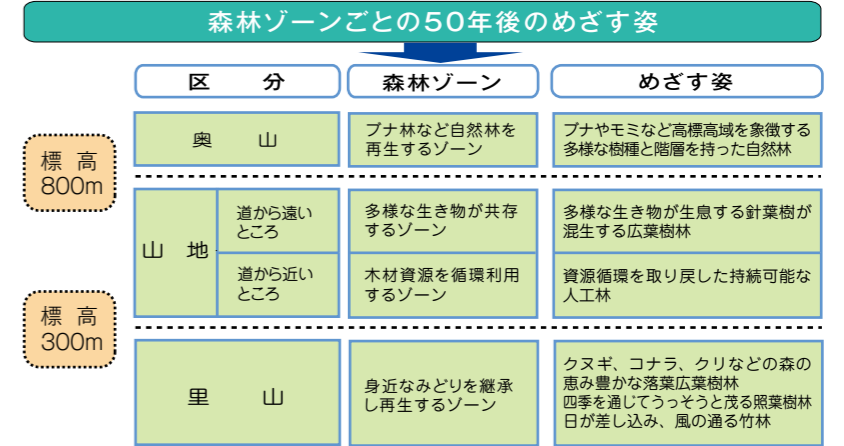 森林ゾーンごとの50年後のめざす姿
区 分
森林ゾーン
めざす姿
標 高
800m
奥 山
ブナ林など自然林を
再生するゾーン
ブナやモミなど高標高域を象徴する
多様な樹種と階層を持った自然林
山 地
道から遠い
ところ
多様な生き物が共存
するゾーン
多様な生き物が生息する針葉樹が
混生する広葉樹林
道から近い
ところ
木材資源を循環利用
するゾーン
資源循環を取り戻した持続可能な
人工林
標 高
300m
里 山
身近なみどりを継承
し再生するゾーン
クヌギ、コナラ、クリなどの森の
恵み豊かな落葉広葉樹林
四季を通じてうっそうと茂る照葉樹林
日が差し込み、風の通る竹林